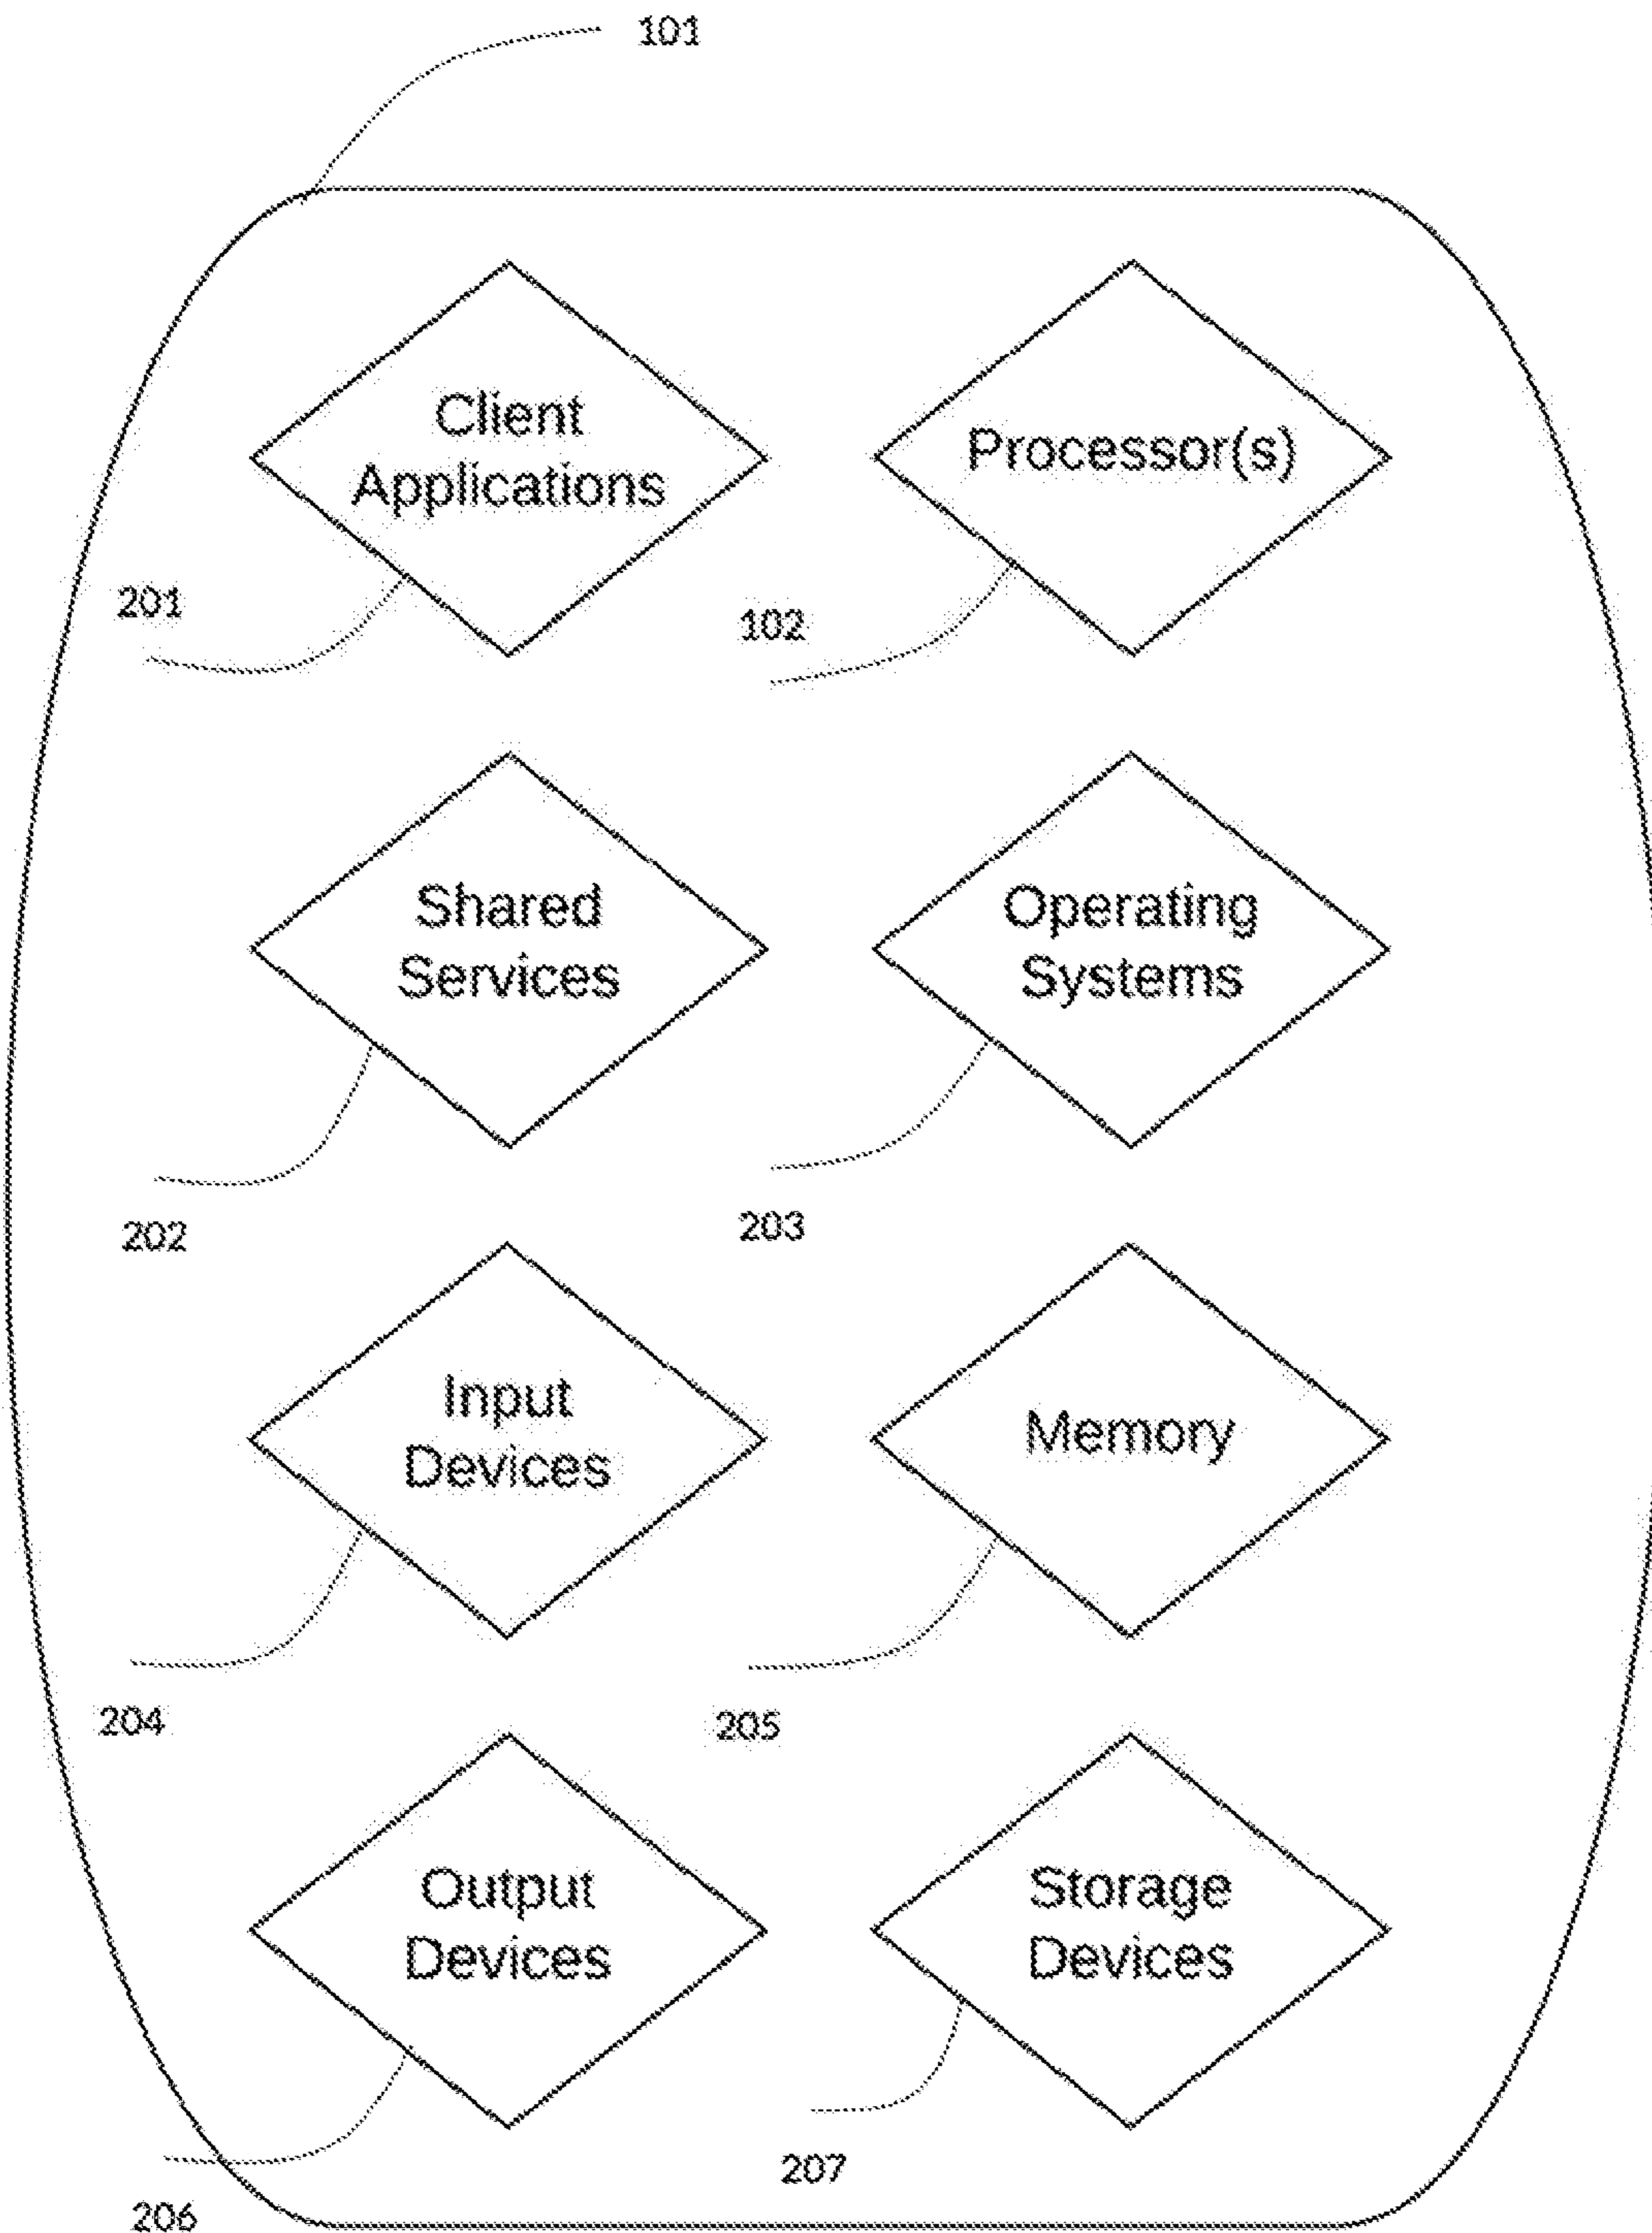 101
Client
Applications
Processor(s)
201
102
Shared
Services
Operating
Systems
202
203
Input
Devices
Memory
204
205
Output
Devices
Storage
Devices
206
207